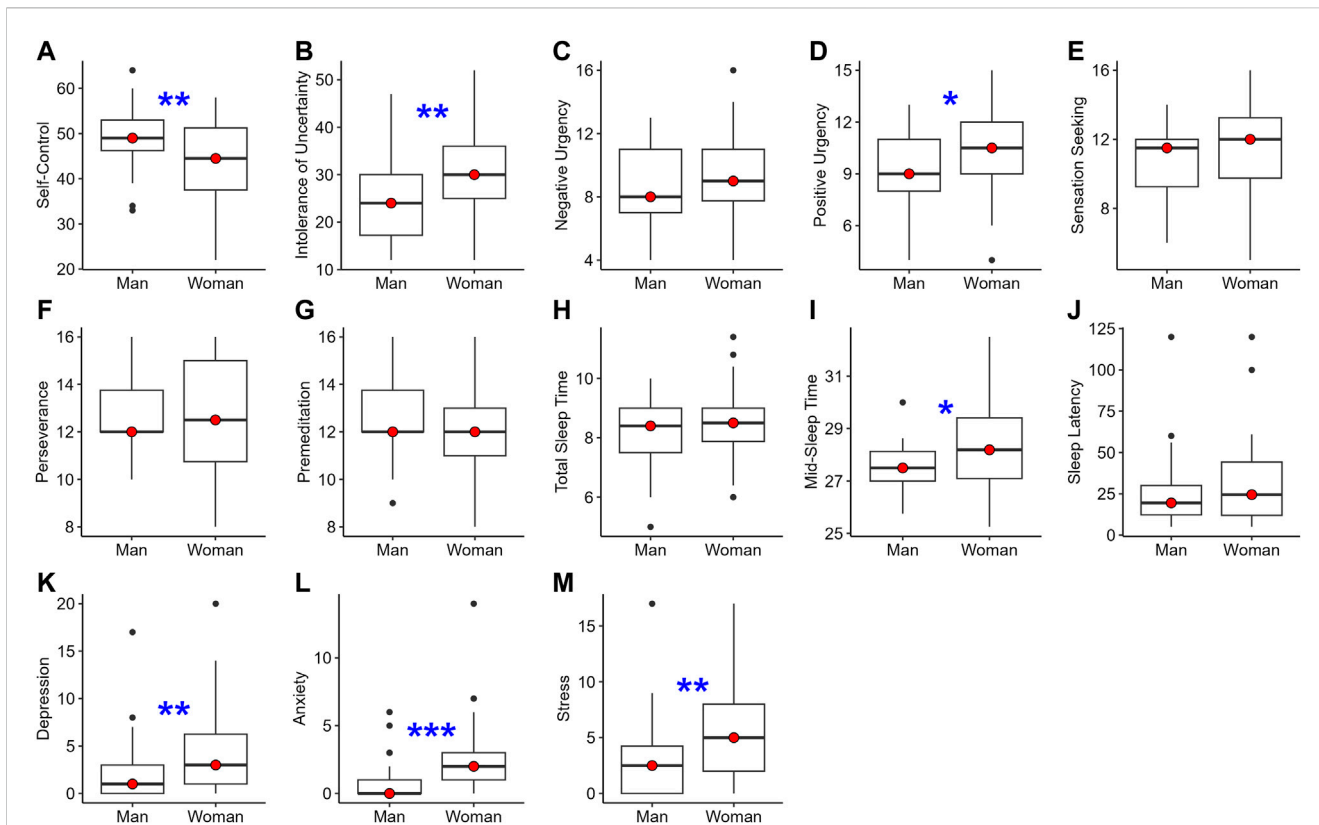 A B C D E
Self-Control
60
50
40
30
20
**
Man Woman
Intolerance of Uncertainty
50
40
30
20
10
**
Man Woman
Negative Urgency
16
12
8
4
Man Woman
Positive Urgency
15
12
9
6
*
Man Woman
Sensation Seeking
16
12
8
Man Woman
F G H I J
Perseverance
16
14
12
10
8
Man Woman
Premeditation
16
14
12
10
8
Man Woman
Total Sleep Time
10
8
6
Man Woman
Mid-Sleep Time
31
29
27
25
*
Man Woman
Sleep Latency
125
100
75
50
25
0
Man Woman
K L M
Depression
20
15
10
5
0
**
Man Woman
Anxiety
10
5
0
***
Man Woman
Stress
15
10
5
0
**
Man Woman